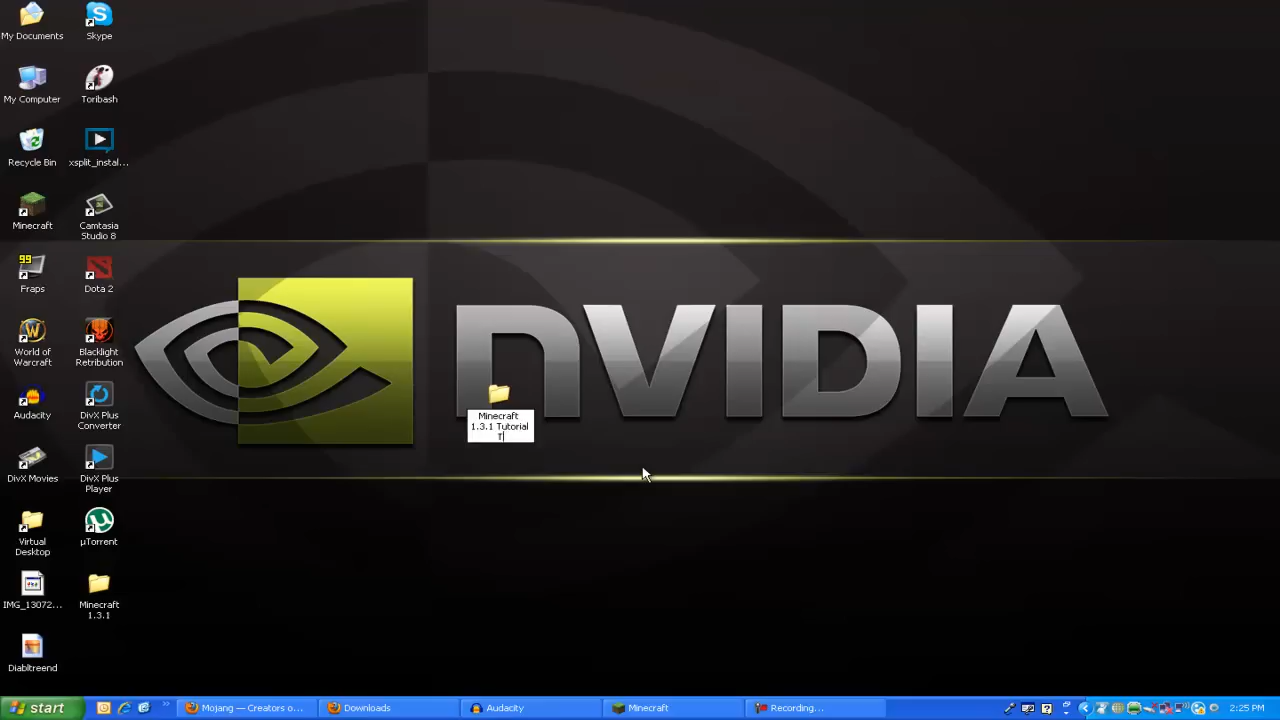 My Documents
Skype
My Computer
Toribash
Recycle Bin
xsplit_instal...
Minecraft
Camtasia
Studio 8
99
Fraps
Dota 2
World of
Warcraft
Blacklight
Retribution
Audacity
DivX Plus
Converter
DivX Movies
DivX Plus
Player
Virtual
Desktop
µTorrent
IMG_13072...
Minecraft
1.3.1
Diabltreend
nVIDIA
Minecraft
1.3.1 Tutorial
T
start
Mojang — Creators o...
Downloads
Audacity
Minecraft
Recording...
2:25 PM